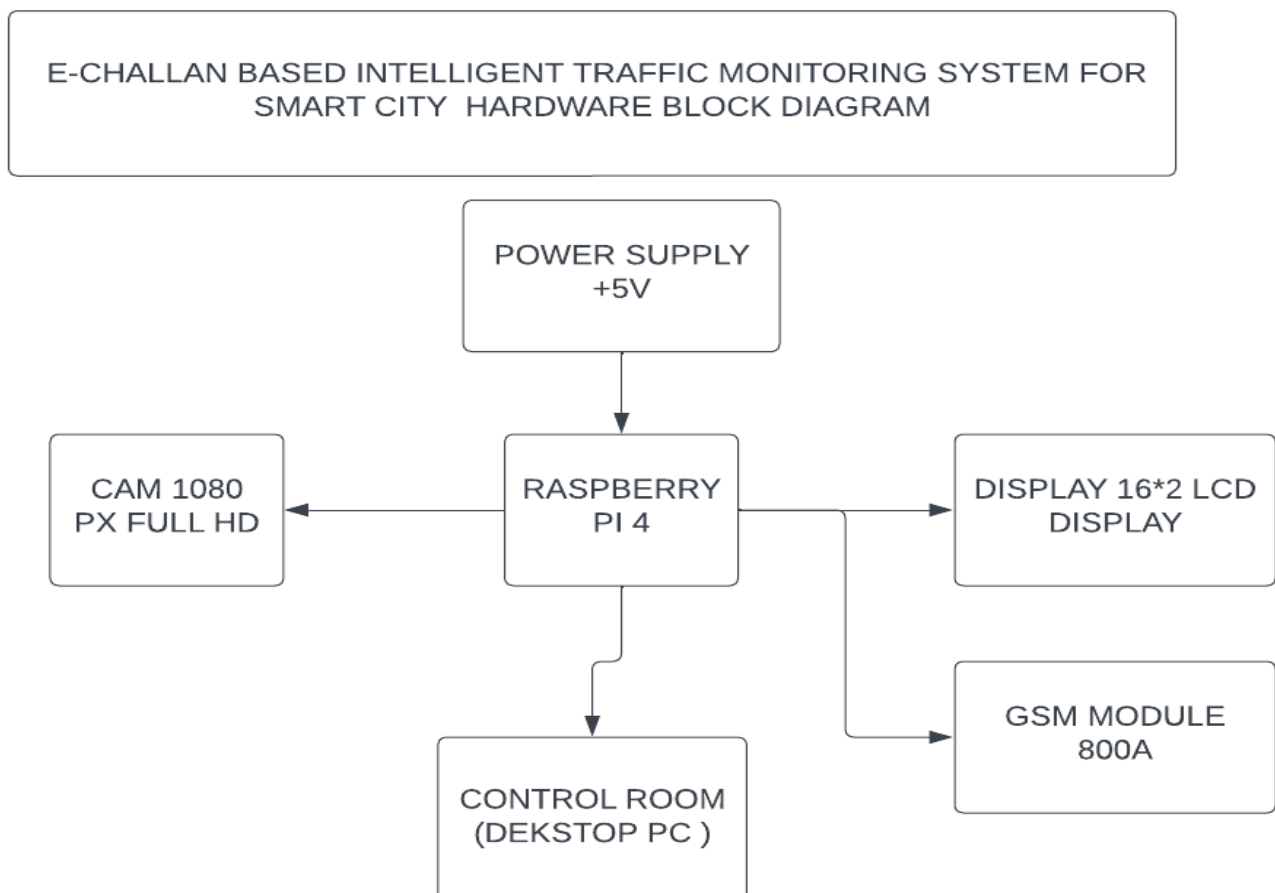 E-CHALLAN BASED INTELLIGENT TRAFFIC MONITORING SYSTEM FOR
SMART CITY  HARDWARE BLOCK DIAGRAM
POWER SUPPLY
+5V
CAM 1080
PX FULL HD
RASPBERRY
PI 4
DISPLAY 16*2 LCD
DISPLAY
GSM MODULE
800A
CONTROL ROOM
(DEKSTOP PC )